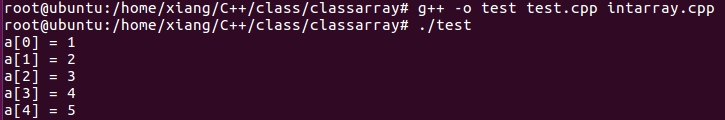 root@ubuntu:/home/xiang/C++/class/classarray# g++ -o test test.cpp intarray.cpp
root@ubuntu:/home/xiang/C++/class/classarray# ./test
a[0] = 1
a[1] = 2
a[2] = 3
a[3] = 4
a[4] = 5